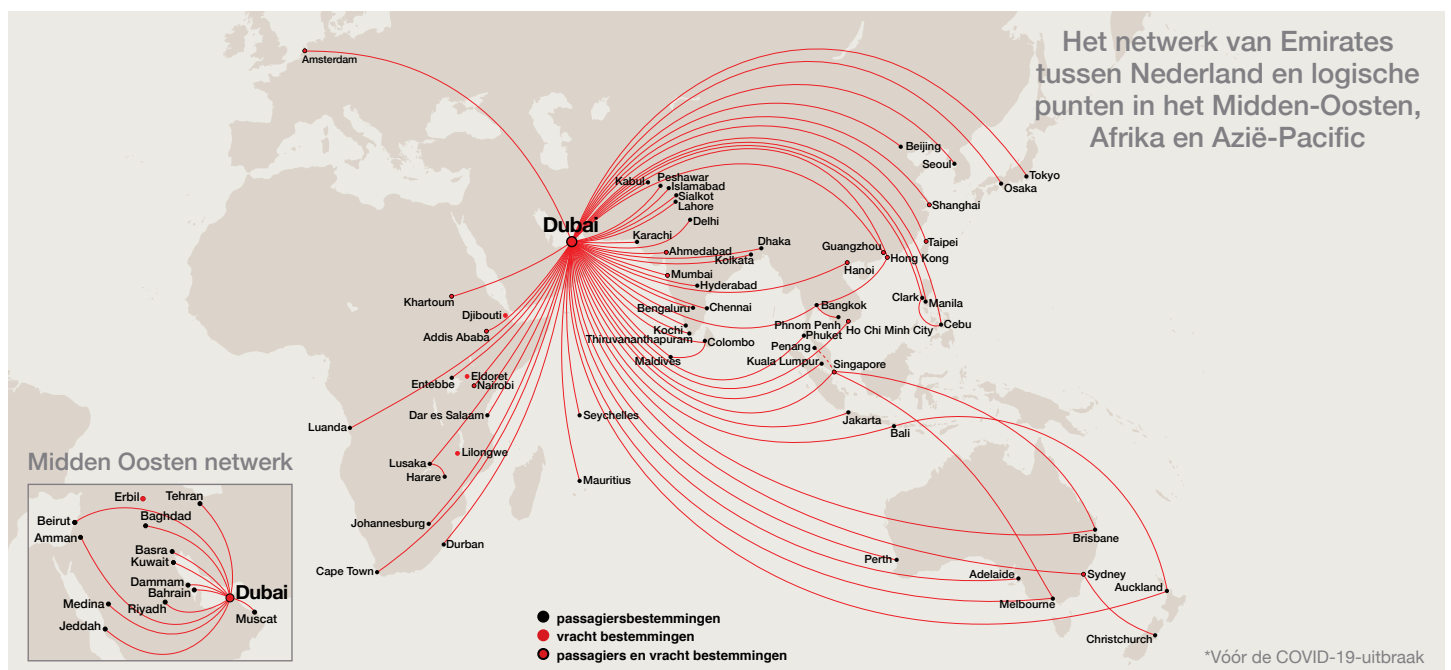 Het netwerk van Emirates
tussen Nederland en logische
punten in het Midden-Oosten,
Afrika en Azië-Pacific
Amsterdam
Beijing
Seoul
Tokyo
Osaka
Kabul
Peshawar
Islamabad
Sialkot
Lahore
Shanghai
Delhi
Dubai
Karachi
Dhaka
Guangzhou
Taipei
Ahmedabad
Kolkata
Hong Kong
Hanoi
Mumbai
Hyderabad
Khartoum
Clark
Manila
Djibouti
Bengaluru
Chennai
Bangkok
Addis Ababa
Kochi
Phnom Penh
Ho Chi Minh City
Cebu
Thiruvananthapuram
Colombo
Phuket
Penang
Maldives
Kuala Lumpur
Singapore
Entebbe
Eldoret
Nairobi
Dar es Salaam
Seychelles
Jakarta
Luanda
Bali
Lusaka
Lilongwe
Harare
Mauritius
Johannesburg
Durban
Brisbane
Cape Town
Perth
Adelaide
Sydney
Auckland
Melbourne
Christchurch
Midden Oosten netwerk
Erbil
Tehran
Beirut
Baghdad
Amman
Basra
Kuwait
Dammam
Bahrain
Dubai
Medina
Riyadh
Muscat
Jeddah
passagiersbestemmingen
vracht bestemmingen
passagiers en vracht bestemmingen
*Vóór de COVID-19-uitbraak